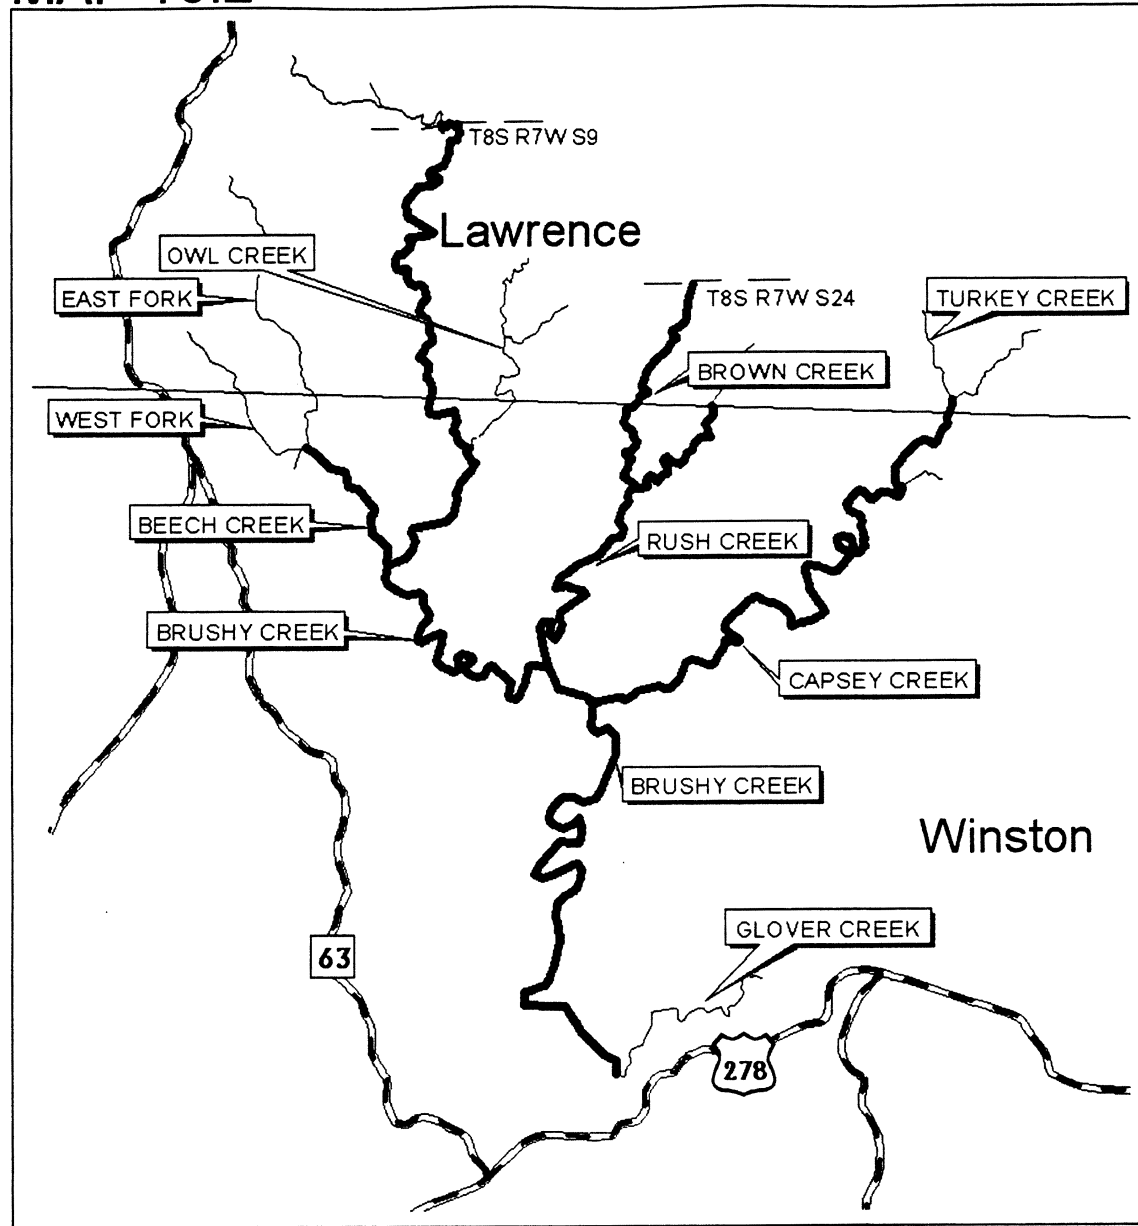 T8S R7W S9
Lawrence
OWL CREEK
EAST FORK
T8S R7W S24
TURKEY CREEK
BROWN CREEK
WEST FORK
BEECH CREEK
RUSH CREEK
BRUSHY CREEK
CAPSEY CREEK
BRUSHY CREEK
Winston
GLOVER CREEK
63
278